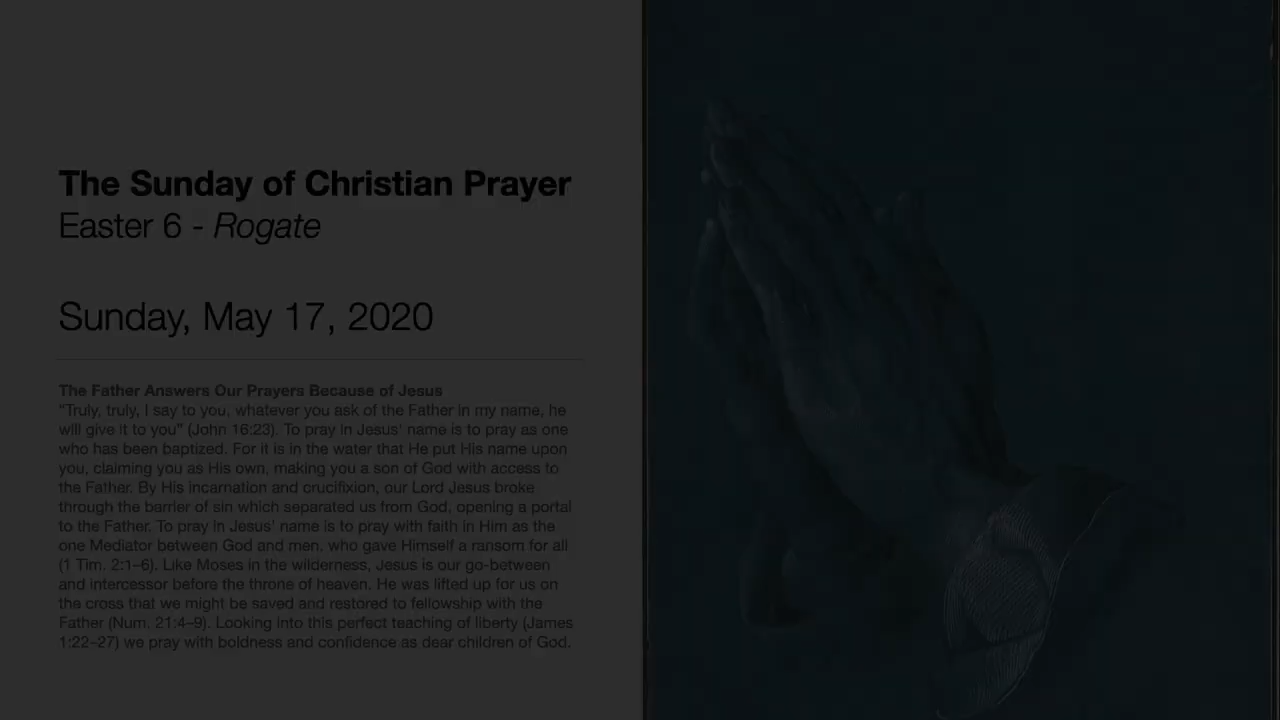 The Sunday of Christian Prayer
Easter 6 - Rogate
Sunday, May 17, 2020
The Father Answers Our Prayers Because of Jesus
“Truly, truly, I say to you, whatever you ask of the Father in my name, he
will give it to you” (John 16:23). To pray in Jesus’ name is to pray as one
who has been baptized. For it is in the water that He put His name upon
you, claiming you as His own, making you a son of God with access to
the Father. By His incarnation and crucifixion, our Lord Jesus broke
through the barrier of sin which separated us from God, opening a portal
to the Father. To pray in Jesus’ name is to pray with faith in Him as the
one Mediator between God and men, who gave Himself a ransom for all
(1 Tim. 2:1–6). Like Moses in the wilderness, Jesus is our go-between
and intercessor before the throne of heaven. He was lifted up for us on
the cross that we might be saved and restored to fellowship with the
Father (Num. 21:4–9). Looking into this perfect teaching of liberty (James
1:22–27) we pray with boldness and confidence as dear children of God.